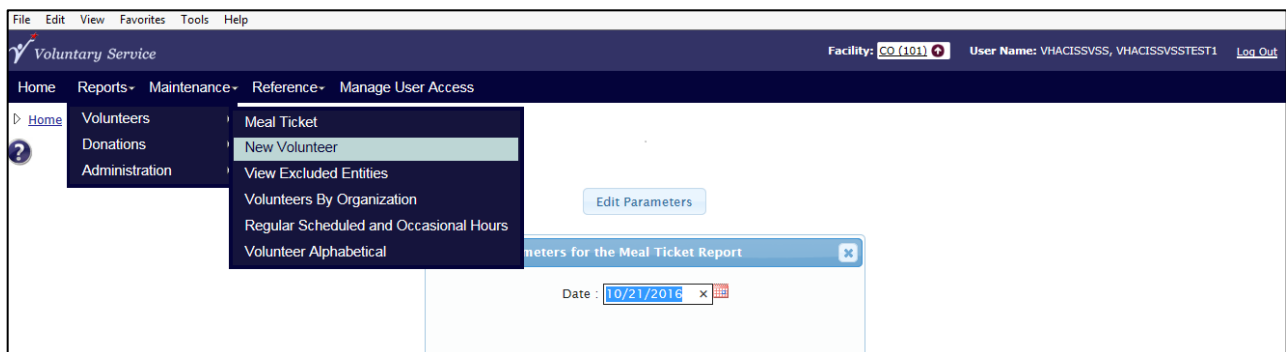 File Edit View Favorites Tools Help
Voluntary Service
Facility: CO (101) User Name: VHACISSVSS, VHACISSVSSTEST1 Log Out
Home Reports Maintenance Reference Manage User Access
Home
Volunteers
Donations
Administration
Meal Ticket
New Volunteer
View Excluded Entities
Volunteers By Organization
Regular Scheduled and Occasional Hours
Volunteer Alphabetical
Edit Parameters
meters for the Meal Ticket Report
Date : 10/21/2016